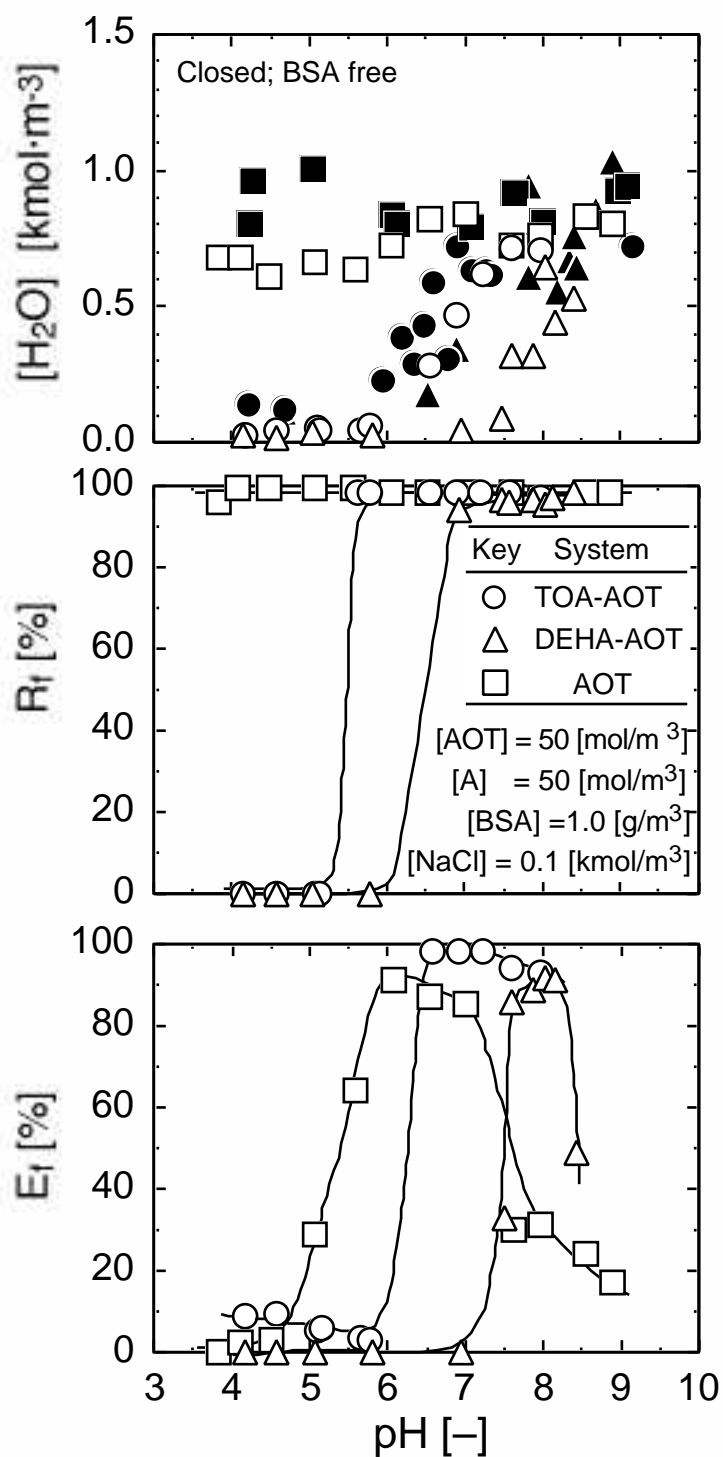 1.5
Closed; BSA free
1.0
0.5
0.0
[H₂O] [kmol·m⁻³]
100
80
60
40
20
0
Rf [%]
Key System
TOA-AOT
DEHA-AOT
AOT
[AOT] = 50 [mol/m ³]
[A] = 50 [mol/m³]
[BSA] =1.0 [g/m³]
[NaCl] = 0.1 [kmol/m³]
100
80
60
40
20
0
Ef [%]
3 4 5 6 7 8 9 10
pH [–]